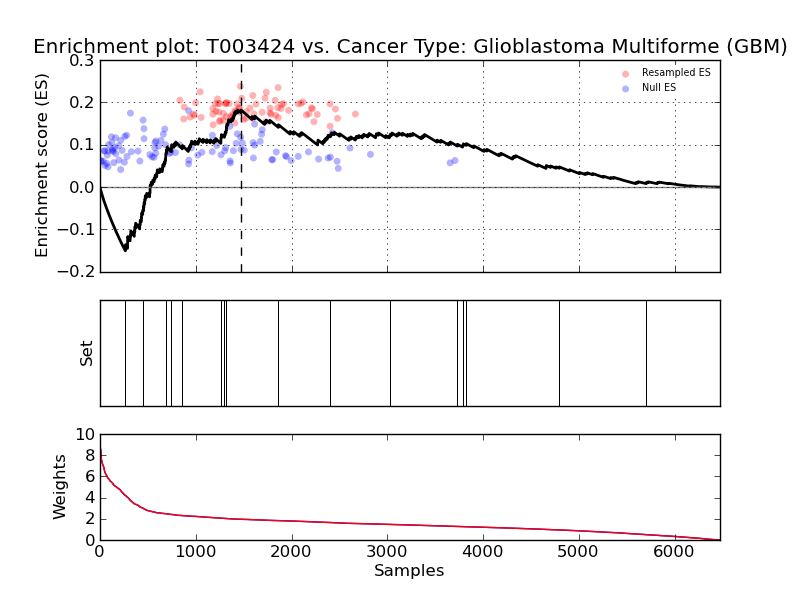 Enrichment plot: T003424 vs. Cancer Type: Glioblastoma Multiforme (GBM)
0.3
0.2
0.1
0.0
−0.1
−0.2
Enrichment score (ES)
Resampled ES
Null ES
Set
10
8
6
4
2
0
Weights
0
1000
2000
3000
4000
5000
6000
Samples